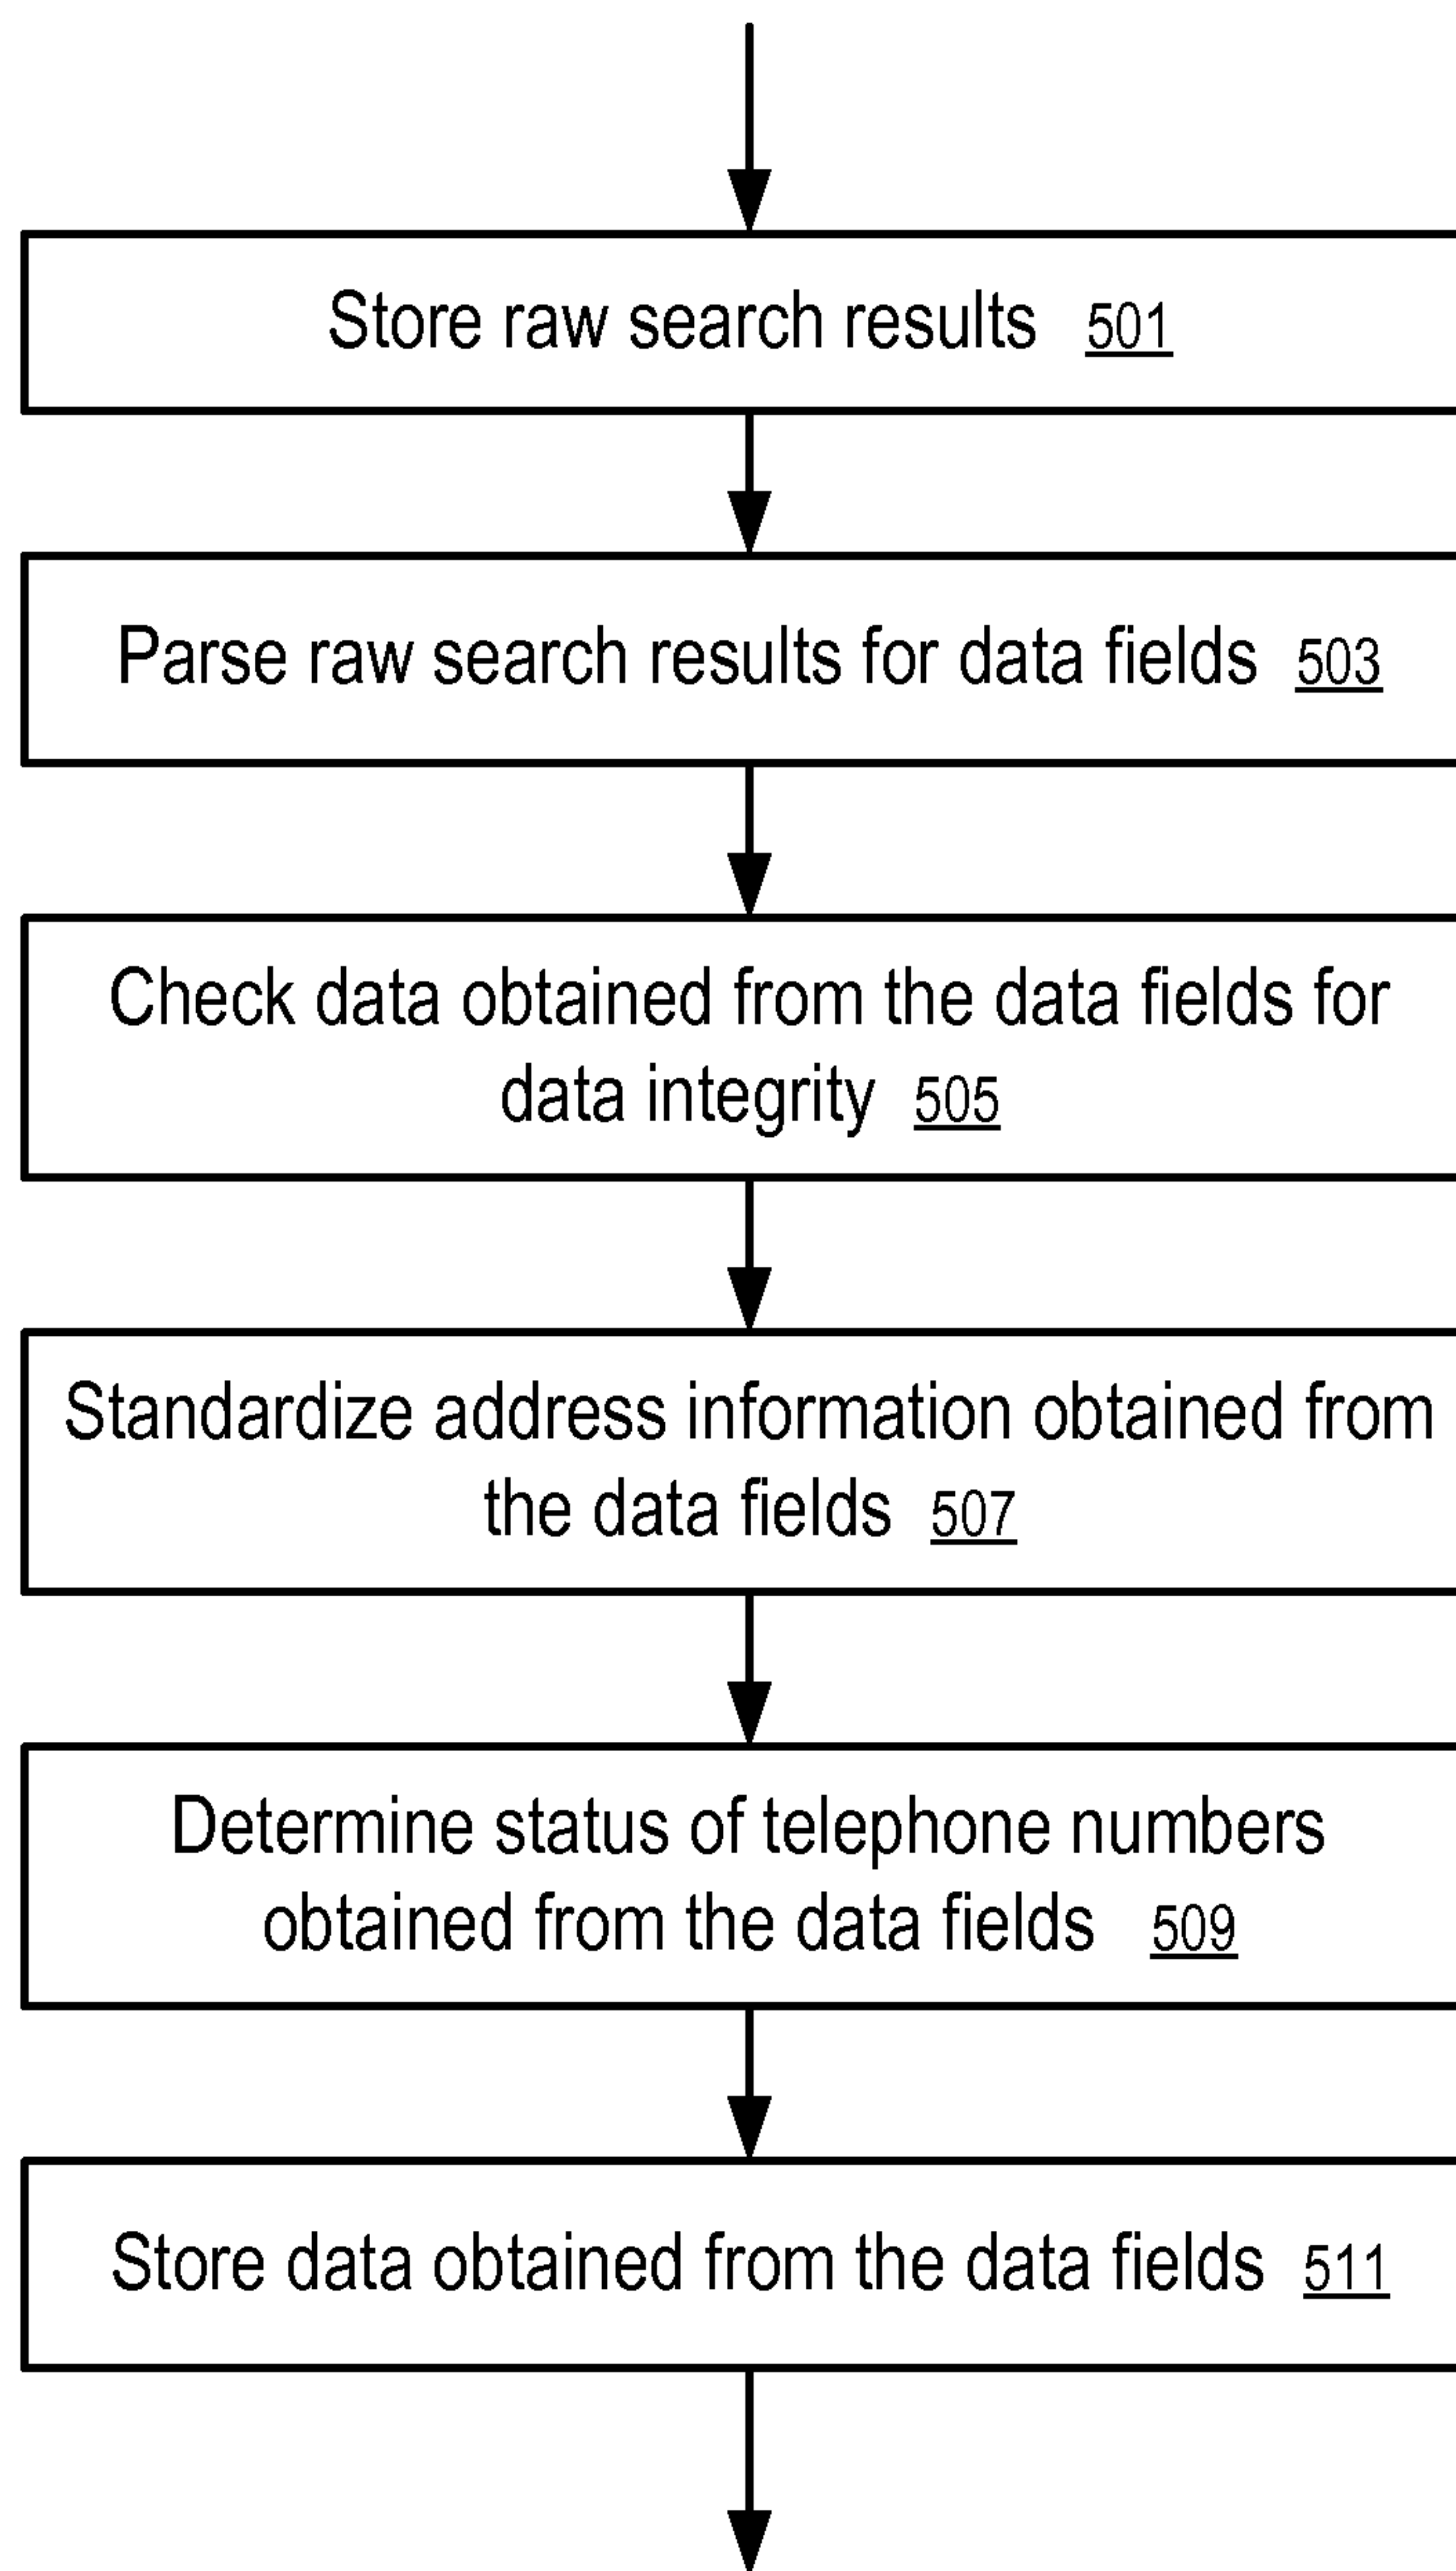 Store raw search results 501
Parse raw search results for data fields 503
Check data obtained from the data fields for
data integrity 505
Standardize address information obtained from
the data fields 507
Determine status of telephone numbers
obtained from the data fields 509
Store data obtained from the data fields 511